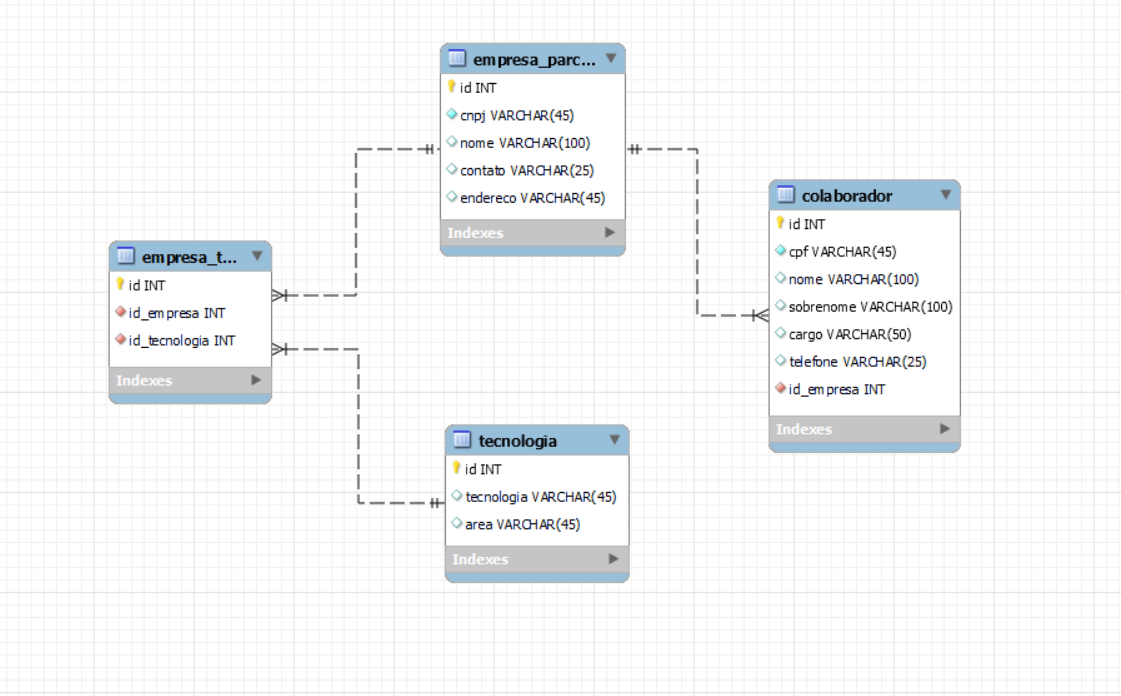 empresa_parc...
id INT
cnpj VARCHAR(45)
nome VARCHAR(100)
contato VARCHAR(25)
endereco VARCHAR(45)
Indexes
colaborador
id INT
cpf VARCHAR(45)
nome VARCHAR(100)
sobrenome VARCHAR(100)
cargo VARCHAR(50)
telefone VARCHAR(25)
id_empresa INT
Indexes
empresa_t...
id INT
id_empresa INT
id_tecnologia INT
Indexes
tecnologia
id INT
tecnologia VARCHAR(45)
area VARCHAR(45)
Indexes